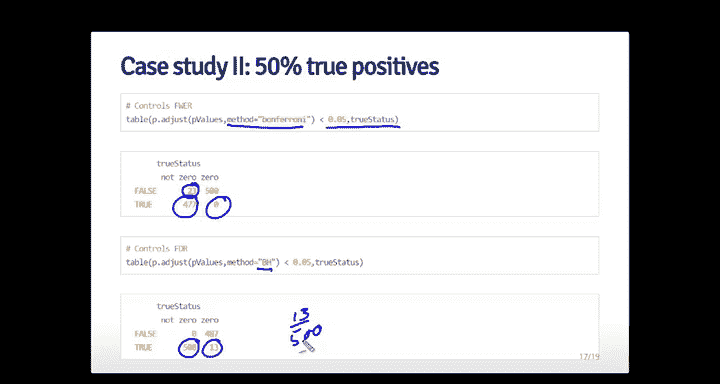 Case study II: 50% true positives
# Controls FWER
table(p.adjust(pValues,method="bonferroni") < 0.05,trueStatus)
trueStatus
not zero zero
FALSE 23 500
TRUE 477 0
# Controls FDR
table(p.adjust(pValues,method="BH") < 0.05,trueStatus)
trueStatus
not zero zero
FALSE 0 487
TRUE 500 13
13
500
17/19